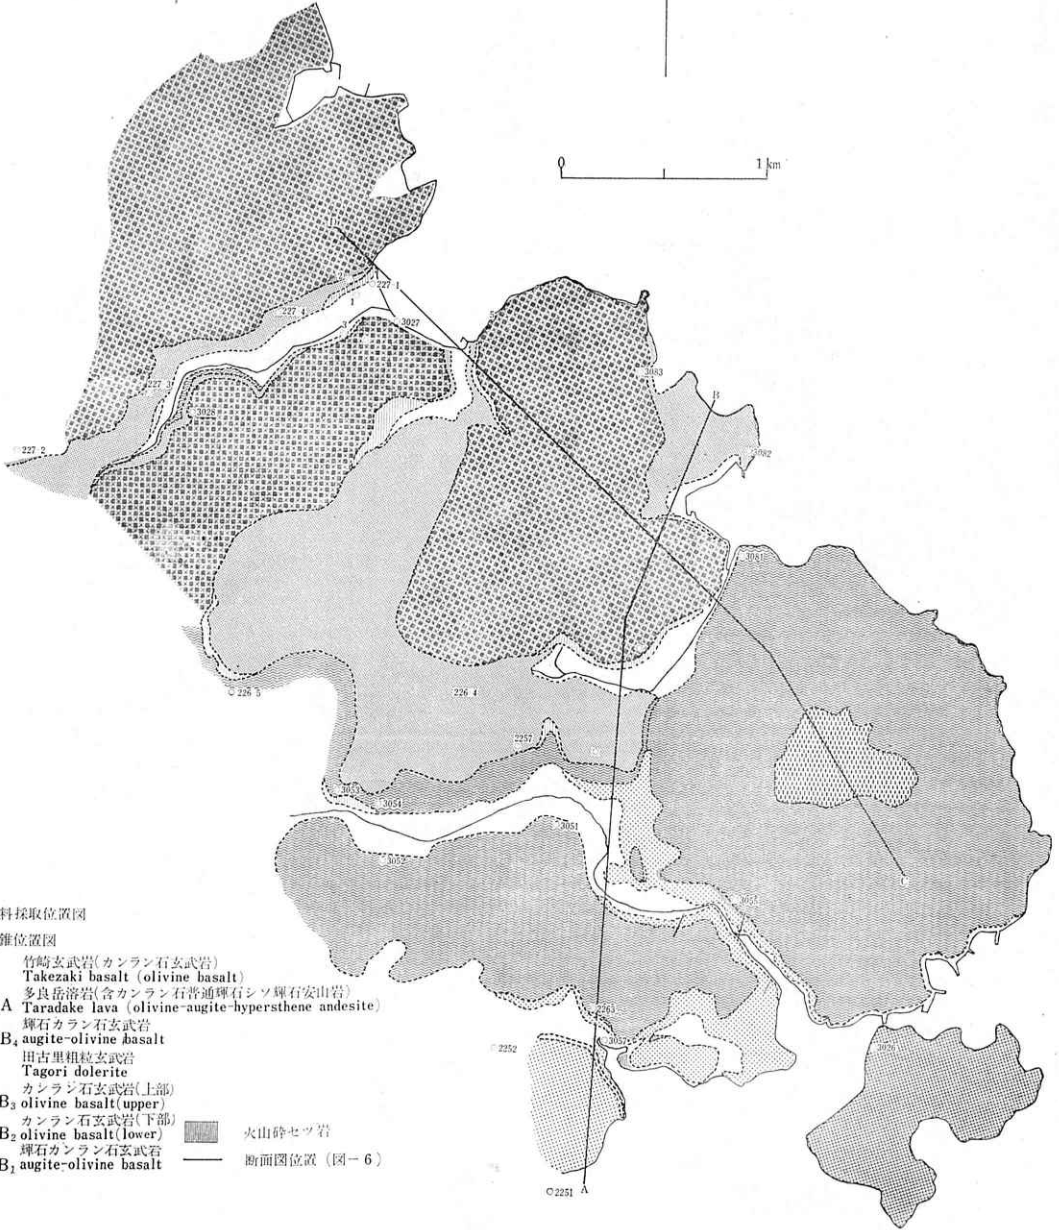 0 1 km
D
227 1
227 4
1
3
3027
3083
B
227 3
3028
227 2
3082
3081
226 5
226 4
2257
3053
3054
3051
3052
C
料採取位置図
錐位置図
竹崎玄武岩(カンラン石玄武岩)
Takezaki basalt (olivine basalt)
多良岳溶岩(含カンラン石普通輝石シソ輝石安山岩)
A Taradake lava (olivine-augite-hypersthene andesite)
輝石カラン石玄武岩
B₄ augite-olivine basalt
田古里粗粒玄武岩
Tagori dolerite
カンラン石玄武岩(上部)
B₃ olivine basalt(upper)
カンラン石玄武岩(下部)
B₂ olivine basalt(lower)
輝石カンラン石玄武岩
B₁ augite-olivine basalt
火山砕セツ岩
断面図位置 (図-6)
2263
3057
2252
2251 A